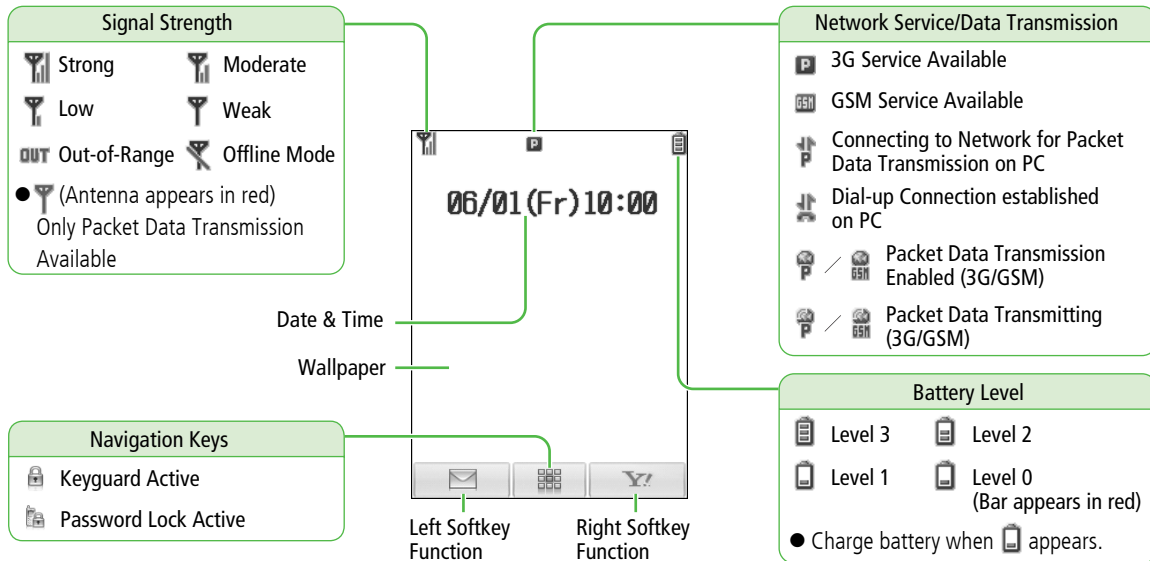 Signal Strength
Strong
Moderate
Low
Weak
OUT Out-of-Range
Offline Mode
● (Antenna appears in red)
Only Packet Data Transmission
Available
Network Service/Data Transmission
P 3G Service Available
GSM GSM Service Available
P Connecting to Network for Packet
Data Transmission on PC
Dial-up Connection established
on PC
P / GSM Packet Data Transmission
Enabled (3G/GSM)
P / GSM Packet Data Transmitting
(3G/GSM)
P
06/01(Fr)10:00
Date & Time
Wallpaper
Navigation Keys
Keyguard Active
Password Lock Active
Y!
Left Softkey
Function
Right Softkey
Function
Battery Level
Level 3
Level 2
Level 1
Level 0
(Bar appears in red)
● Charge battery when appears.